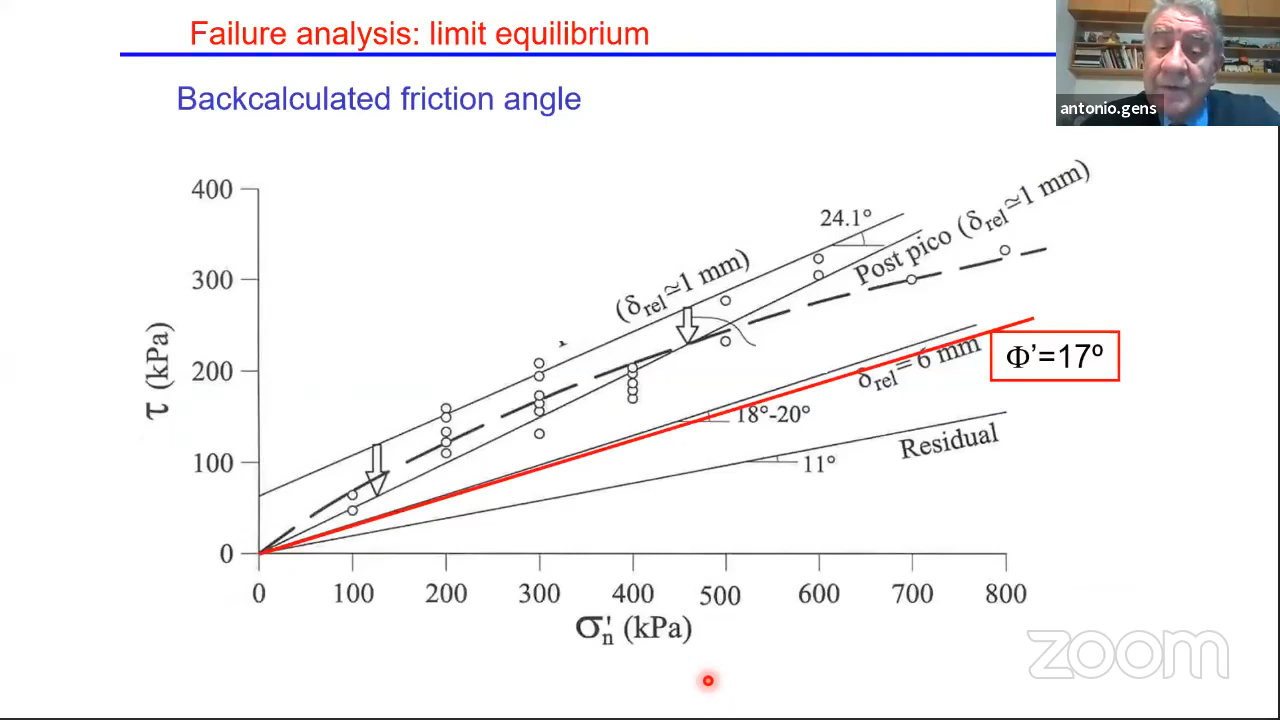 Failure analysis: limit equilibrium
antonio.gens
Backcalculated friction angle
400
300
200
100
0
τ (kPa)
(δrel≃1 mm)
24.1°
Post pico (δrel≃1 mm)
δrel= 6 mm
Φ’=17º
18°-20°
11°
Residual
0 100 200 300 400 500 600 700 800
σ'n (kPa)
zoom